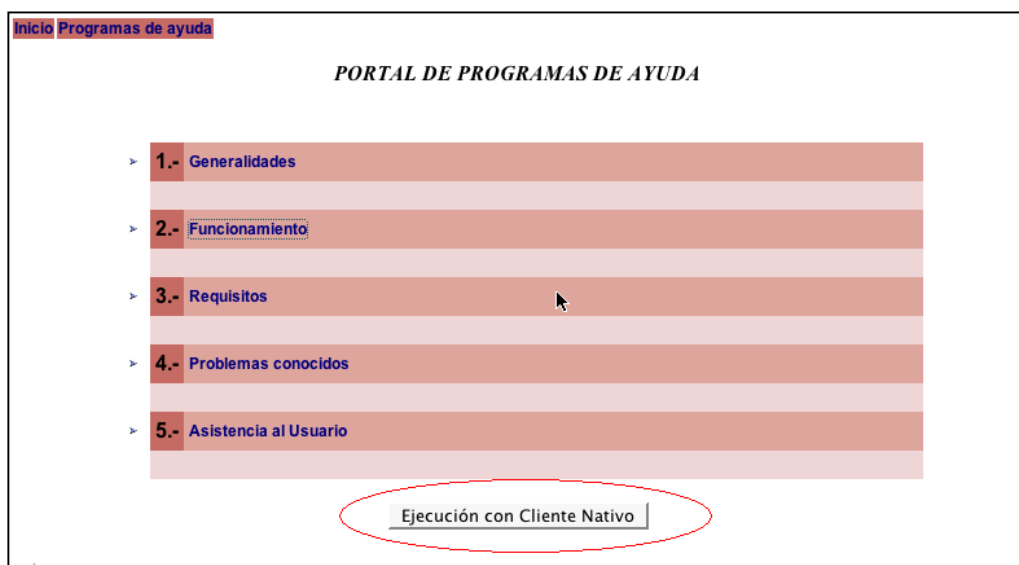 Inicio Programas de ayuda
PORTAL DE PROGRAMAS DE AYUDA
1.- Generalidades
2.- Funcionamiento
3.- Requisitos
4.- Problemas conocidos
5.- Asistencia al Usuario
Ejecución con Cliente Nativo